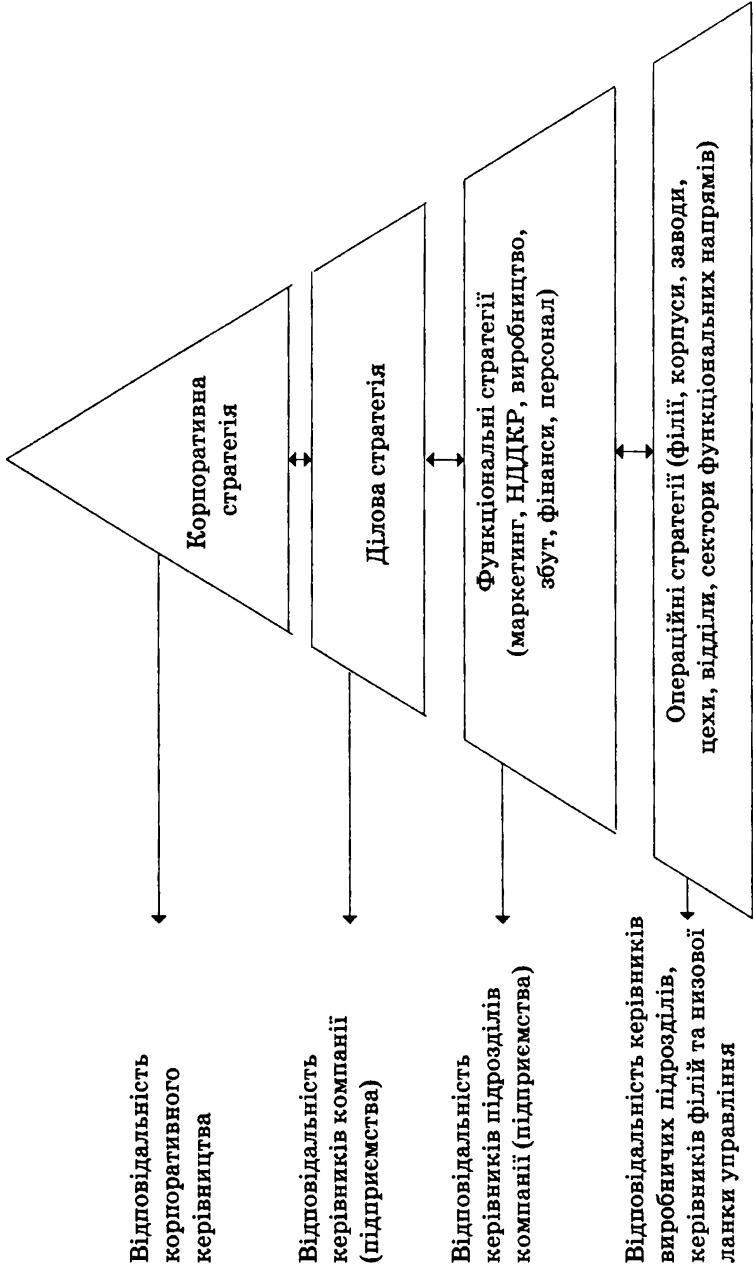 Відповідальність
корпоративного
керівництва
Корпоративна
стратегія
Відповідальність
керівників компанії
(підприємства)
Ділова стратегія
Відповідальність
керівників підрозділів
компанії (підприємства)
Функціональні стратегії
(маркетинг, НДДКР, виробництво,
збут, фінанси, персонал)
Відповідальність керівників
виробничих підрозділів,
керівників філій та низової
ланки управління
Операційні стратегії (філії, корпуси, заводи,
цехи, відділи, сектори функціональних напрямів)